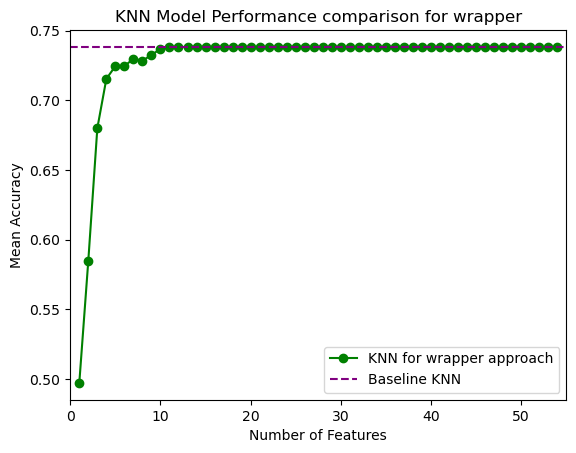 KNN Model Performance comparison for wrapper
0.75
0.70
0.65
0.60
0.55
0.50
Mean Accuracy
KNN for wrapper approach
Baseline KNN
0 10 20 30 40 50
Number of Features